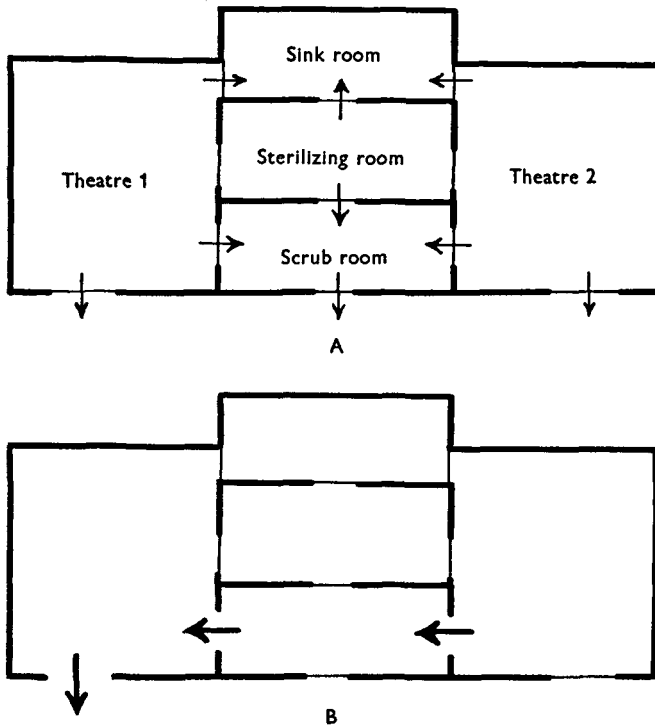 Sink room
Sterilizing room
Theatre 1
Theatre 2
Scrub room
A
B